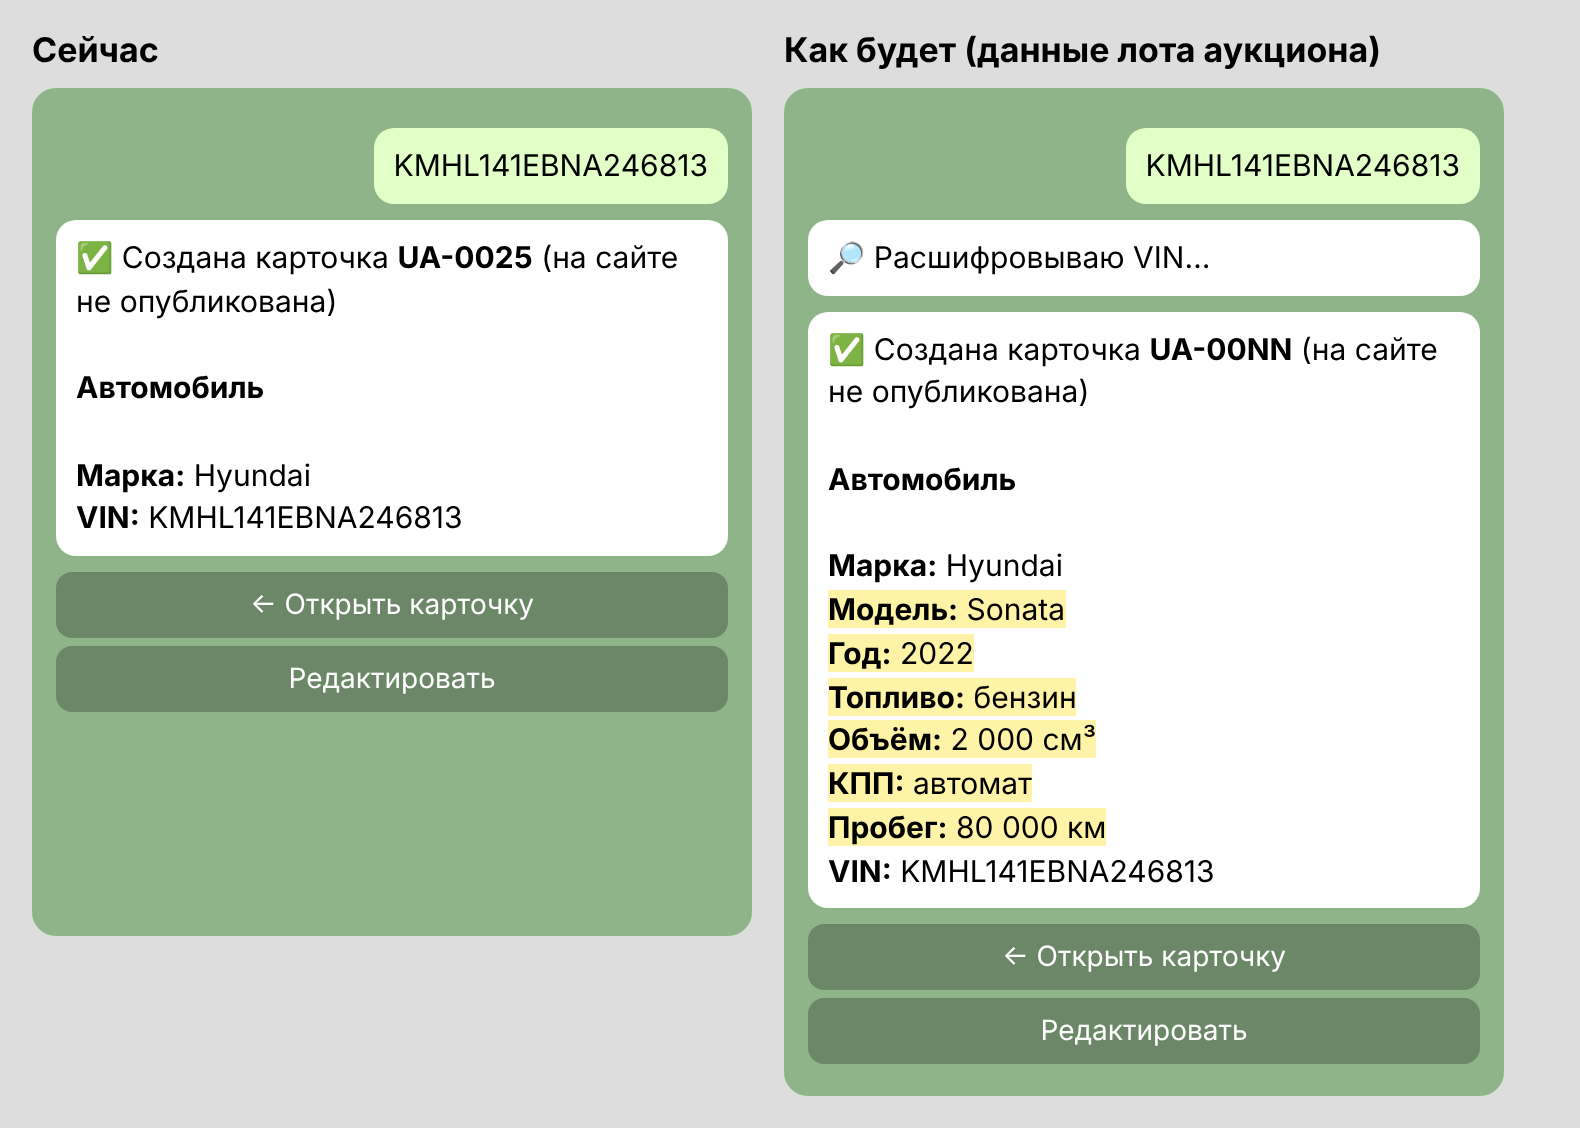 Сейчас
KMHL141EBNA246813
✅ Создана карточка UA-0025 (на сайте
не опубликована)
Автомобиль
Марка: Hyundai
VIN: KMHL141EBNA246813
← Открыть карточку
Редактировать
Как будет (данные лота аукциона)
KMHL141EBNA246813
🔎 Расшифровываю VIN...
✅ Создана карточка UA-00NN (на сайте
не опубликована)
Автомобиль
Марка: Hyundai
Модель: Sonata
Год: 2022
Топливо: бензин
Объём: 2 000 см³
КПП: автомат
Пробег: 80 000 км
VIN: KMHL141EBNA246813
← Открыть карточку
Редактировать